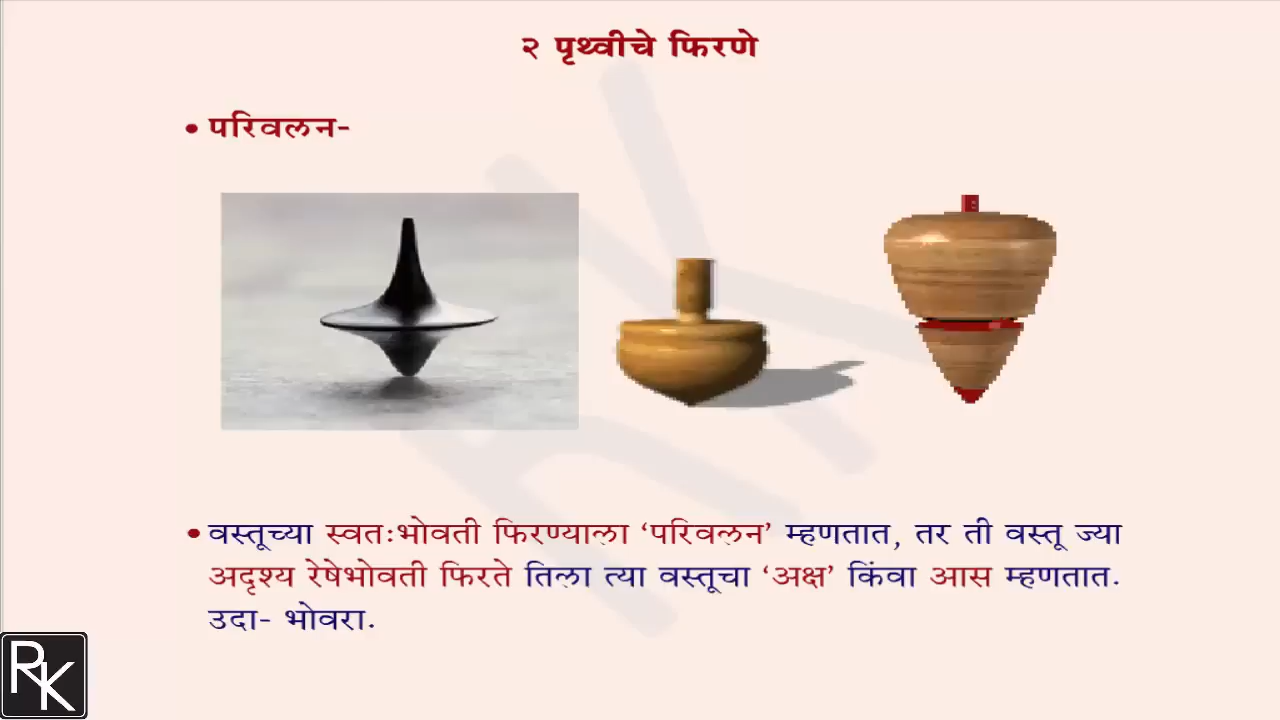 २ पृथ्वीचे फिरणे
• परिवलन-
• वस्तूच्या स्वतःभोवती फिरण्याला ‘परिवलन’ म्हणतात, तर ती वस्तू ज्या
अदृश्य रेषेभोवती फिरते तिला त्या वस्तूचा ‘अक्ष’ किंवा आस म्हणतात.
उदा- भोवरा.
RK